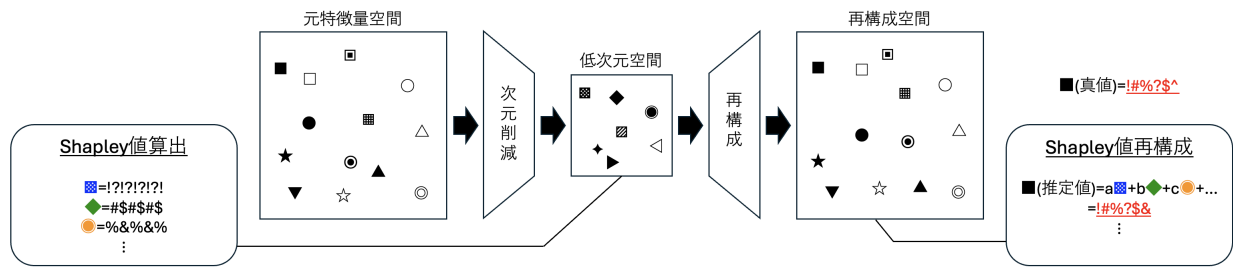 元特徴量空間
次元削減
低次元空間
再構成
再構成空間
Shapley値算出
▩=!?!?!?!?!
◆=#$#$#$
◉=%&%&%
⋮
■(真値)=!#%?$^
Shapley値再構成
■(推定値)=a▩+b◆+c◉+...
=!#%?$&
⋮